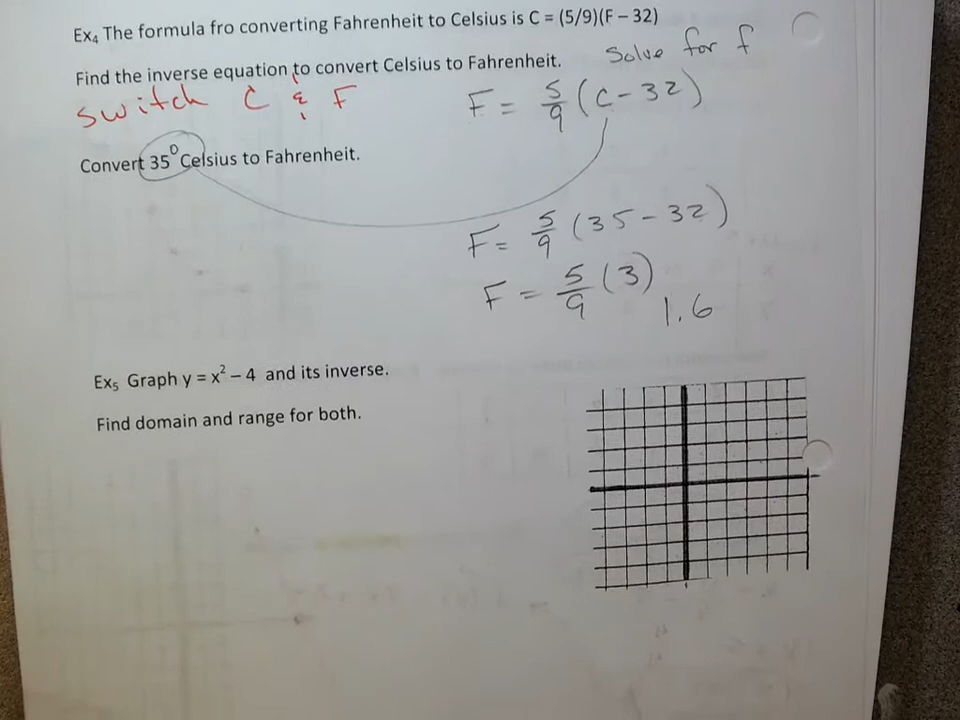 Ex₄ The formula fro converting Fahrenheit to Celsius is C = (5/9)(F – 32)
Find the inverse equation to convert Celsius to Fahrenheit.
Solve for f
switch C & F
F = 5/9 (C - 32)
Convert 35° Celsius to Fahrenheit.
F = 5/9 (35 - 32)
F = 5/9 (3)
1.6
Ex₅ Graph y = x² – 4 and its inverse.
Find domain and range for both.